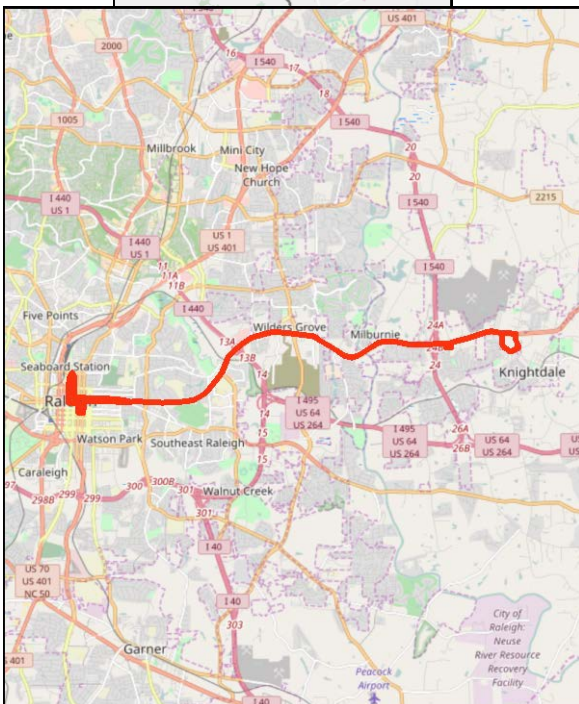 US 401
2000
16
I 540
17
18
1005
I 540
Millbrook
Mini City
New Hope
Church
20
20
I 440
US 1
I 540
2215
US 1
US 401
I 440
US 1
11
11A
11B
I 540
I 440
Five Points
Wilders Grove
Milburnie
24A
13A
13B
24
Seaboard Station
14
Knightdale
I 495
US 64
US 264
14
Watson Park
Southeast Raleigh
15
I 495
US 64
US 264
26A
26B
US 64
US 264
15
Caraleigh
97
298B
299
299
300
300B
301
Walnut Creek
301
I 40
US 70
US 401
NC 50
I 40
303
City of
Raleigh:
Neuse
River Resource
Recovery
Facility
Garner
401
Peacock
Airport
I 40